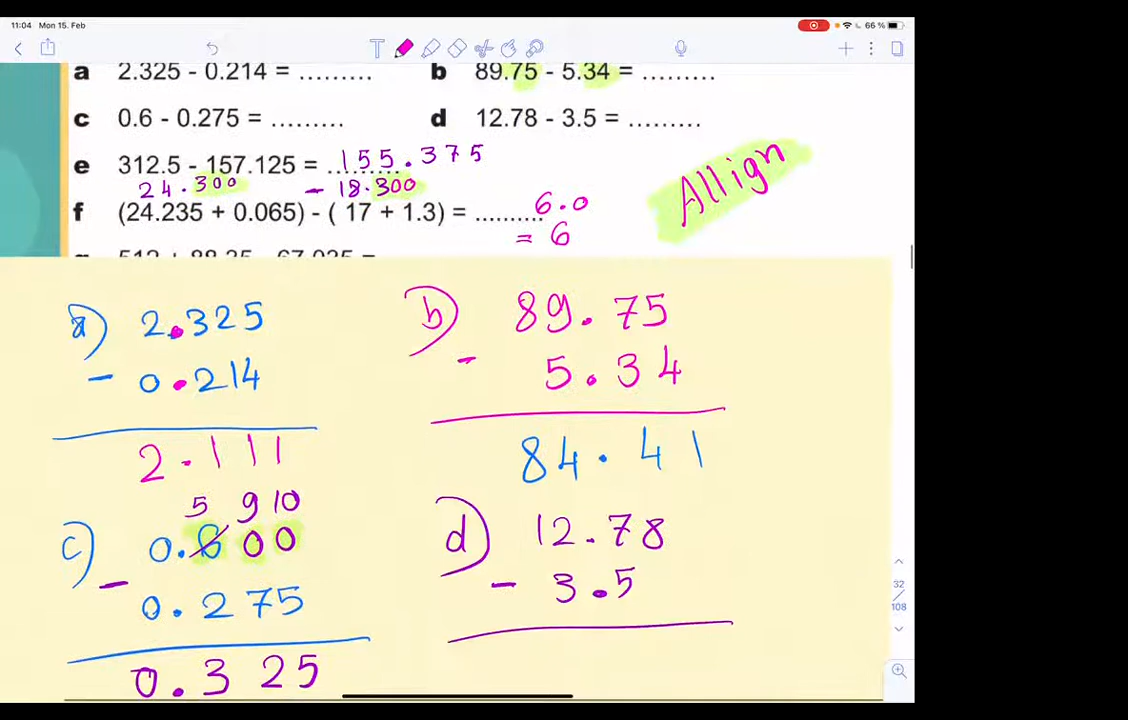 11:04 Mon 15. Feb
66 %
a 2.325 - 0.214 = ......... b 89.75 - 5.34 = .........
c 0.6 - 0.275 = ......... d 12.78 - 3.5 = .........
e 312.5 - 157.125 = ......... 155.375
24.300 - 18.300
f (24.235 + 0.065) - ( 17 + 1.3) = ......... 6.0
= 6
Allign
a) 2.325
- 0.214
2.111
b) 89.75
- 5.34
84.41
5 9 10
c) 0.600
- 0.275
0.325
d) 12.78
- 3.5
32
108